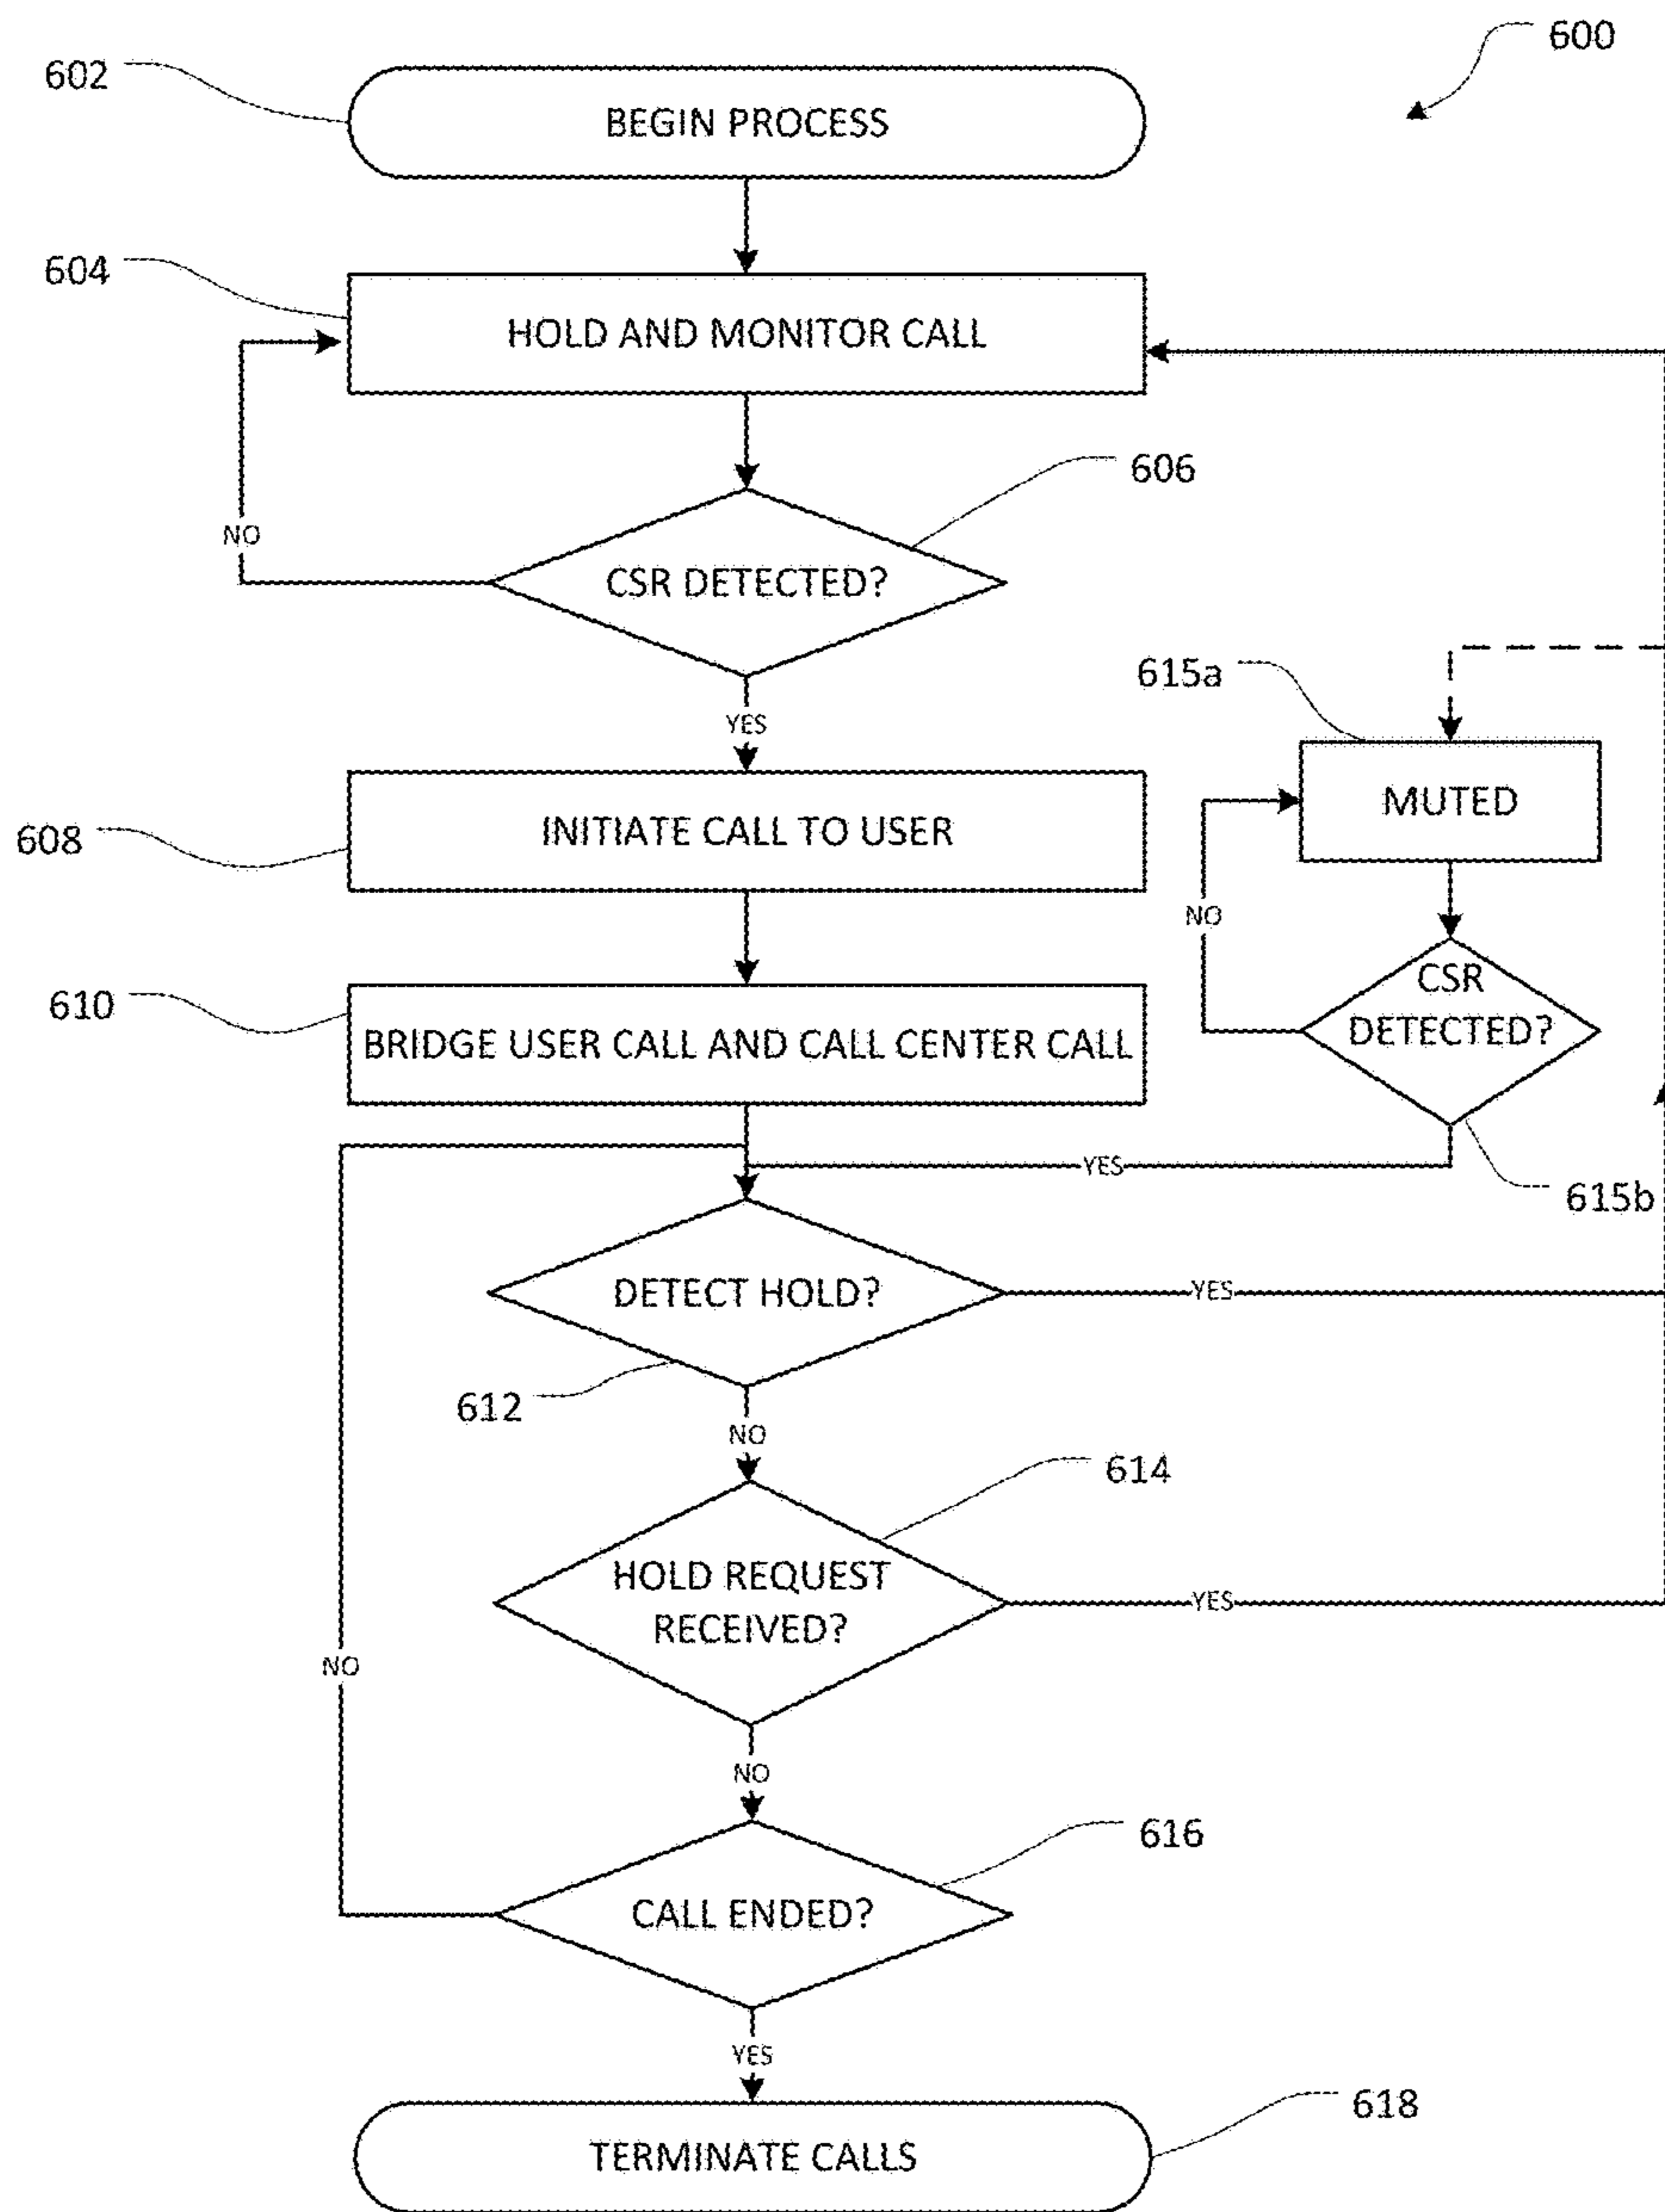 600
602
BEGIN PROCESS
604
HOLD AND MONITOR CALL
606
NO
CSR DETECTED?
YES
615a
608
INITIATE CALL TO USER
MUTED
NO
610
BRIDGE USER CALL AND CALL CENTER CALL
CSR
DETECTED?
YES
615b
DETECT HOLD?
YES
612
NO
614
HOLD REQUEST
RECEIVED?
YES
NO
NO
616
CALL ENDED?
YES
618
TERMINATE CALLS